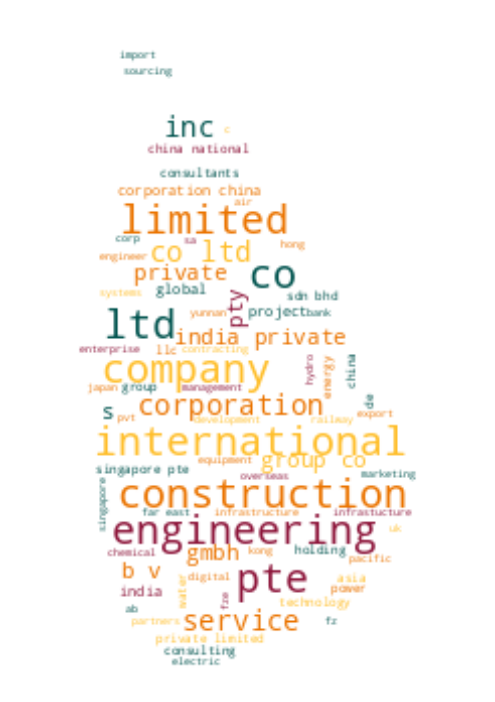 import
sourcing
inc c
china national
consultants
corporation china
air
limited
corp sa hong
co ltd
engineer
private co
systems global sdn bhd
pty
yunnan project bank
ltd
india private
enterprise llc contracting
company hydro energy china
japan group management
s corporation de
pvt development railway export
international
equipment group co
singapore pte overseas marketing
singapore
construction
far east infrastructure infrastucture
engineering uk
chemical gmbh kong holding
pacific
b v digital pte asia
india water fze power
technology
ab
partners service fz
private limited
consulting
electric